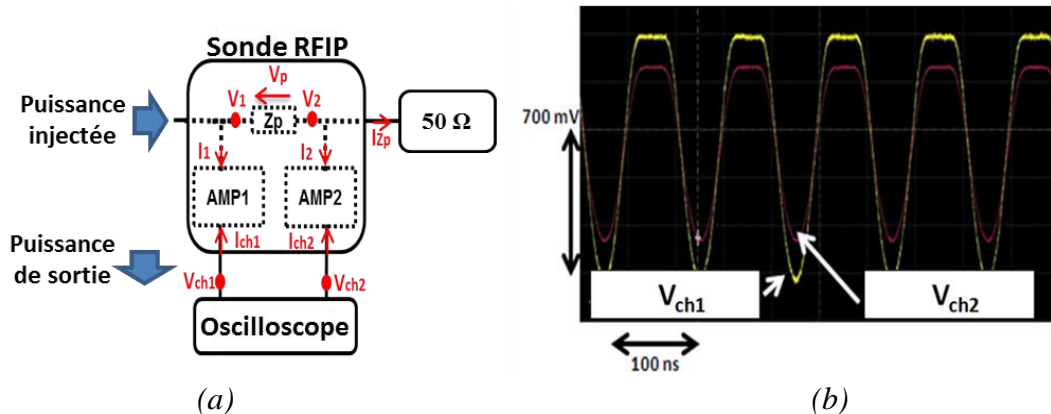 Sonde RFIP
Puissance
injectée
Vp
V1
V2
Zp
IZp
50 Ω
I1
I2
AMP1
AMP2
Ich1
Ich2
Puissance
de sortie
Vch1
Vch2
Oscilloscope
(a)
700 mV
Vch1
Vch2
100 ns
(b)